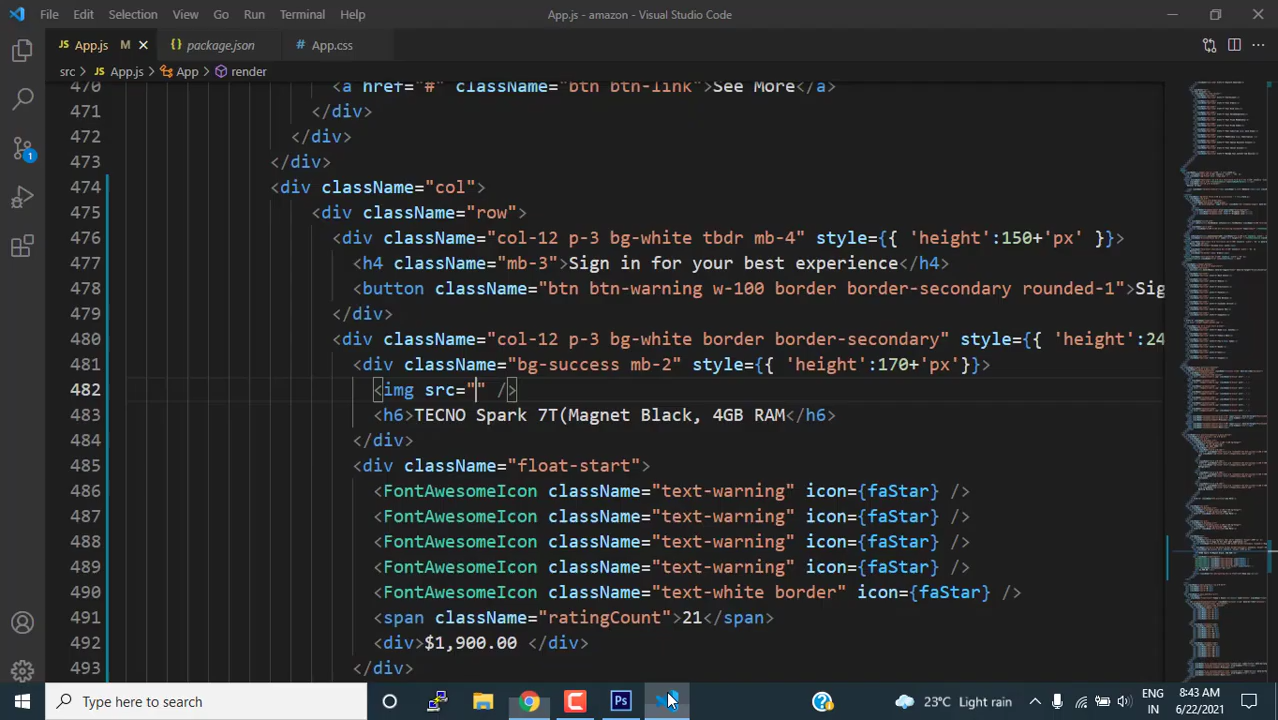 File Edit Selection View Go Run Terminal Help App.js - amazon - Visual Studio Code
JS App.js M package.json # App.css
src > JS App.js > App > render
470 <a href="#" className="btn btn-link">See More</a>
471 </div>
472 </div>
473 </div>
474 <div className="col">
475 <div className="row">
476 <div className="col-12 p-3 bg-white tbdr mb-4" style={{ 'height':150+'px' }}>
477 <h4 className="mb-3">Sign in for your best experience</h4>
478 <button className="btn btn-warning w-100 border border-secondary rounded-1">Sig
479 </div>
480 <div className="col-12 p-3 bg-white border border-secondary" style={{ 'height':24
481 <div className="bg-success mb-2" style={{ 'height':170+'px'}}>
482 <img src="" />
483 <h6>TECNO Spark 7T(Magnet Black, 4GB RAM</h6>
484 </div>
485 <div className="float-start">
486 <FontAwesomeIcon className="text-warning" icon={faStar} />
487 <FontAwesomeIcon className="text-warning" icon={faStar} />
488 <FontAwesomeIcon className="text-warning" icon={faStar} />
489 <FontAwesomeIcon className="text-warning" icon={faStar} />
490 <FontAwesomeIcon className="text-white border" icon={faStar} />
491 <span className="ratingCount">21</span>
492 <div>$1,900.00 </div>
493 </div>
1
Type here to search
Ps
23°C Light rain
ENG
IN
8:43 AM
6/22/2021